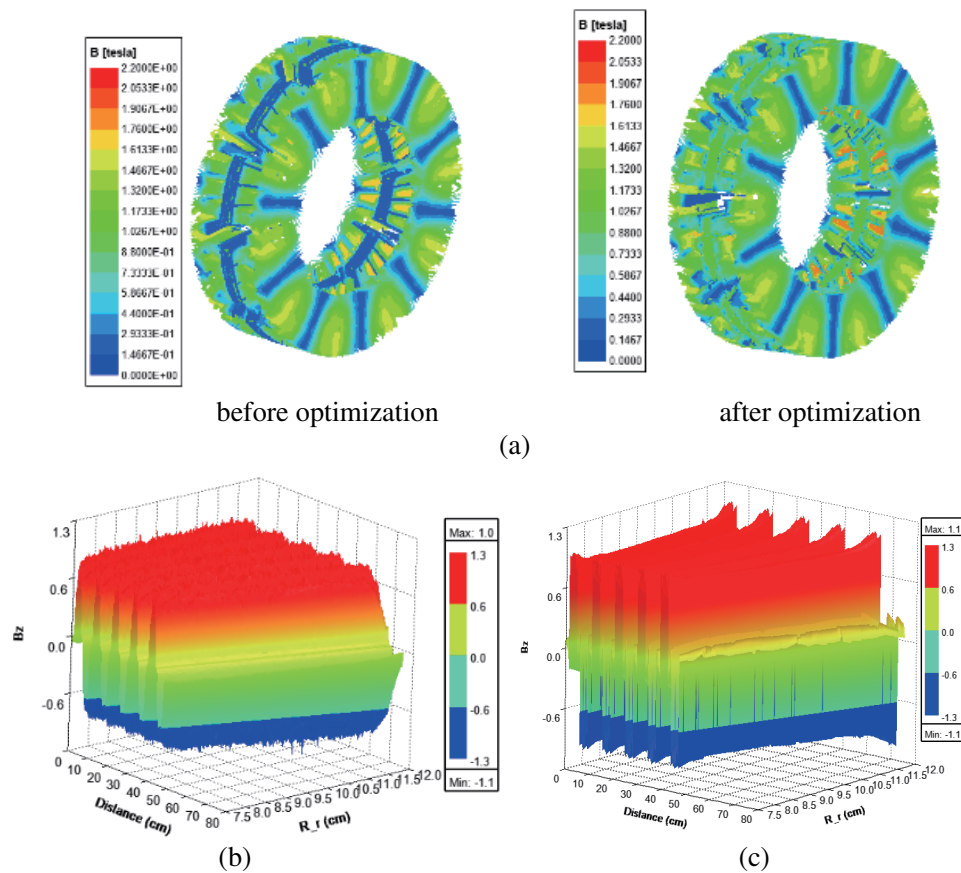 B [tesla]
2.2000E+00
2.0533E+00
1.9067E+00
1.7600E+00
1.6133E+00
1.4667E+00
1.3200E+00
1.1733E+00
1.0267E+00
8.8000E-01
7.3333E-01
5.8667E-01
4.4000E-01
2.9333E-01
1.4667E-01
0.0000E+00
B [tesla]
2.2000
2.0533
1.9067
1.7600
1.6133
1.4667
1.3200
1.1733
1.0267
0.8800
0.7333
0.5867
0.4400
0.2933
0.1467
0.0000
before optimization
after optimization
(a)
1.3
0.6
0.0
-0.6
0
Bz
10
20
30
40
50
60
70
80
Distance (cm)
7.5
8.0
8.5
9.0
9.5
10.0
10.5
11.0
11.5
12.0
R_r (cm)
Max: 1.0
1.3
0.6
0.0
-0.6
-1.3
Min: -1.1
(b)
1.3
0.6
0.0
-0.6
0
Bz
10
20
30
40
50
60
70
80
Distance (cm)
7.5
8.0
8.5
9.0
9.5
10.0
10.5
11.0
11.5
12.0
R_r (cm)
Max: 1.1
1.3
0.6
0.0
-0.6
-1.3
Min: -1.1
(c)